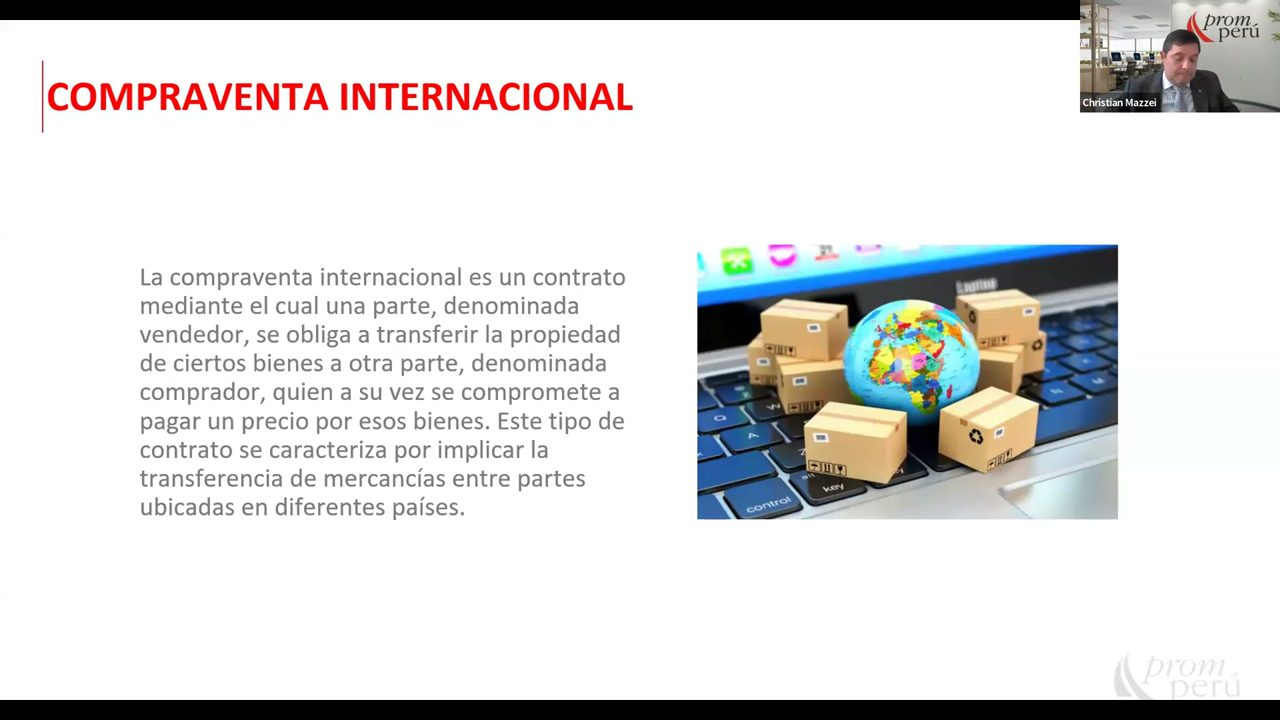 prom
perú
Christian Mazzei
COMPRAVENTA INTERNACIONAL
La compraventa internacional es un contrato
mediante el cual una parte, denominada
vendedor, se obliga a transferir la propiedad
de ciertos bienes a otra parte, denominada
comprador, quien a su vez se compromete a
pagar un precio por esos bienes. Este tipo de
contrato se caracteriza por implicar la
transferencia de mercancías entre partes
ubicadas en diferentes países.
Q
W
A
Z
alt
key
control
prom
perú